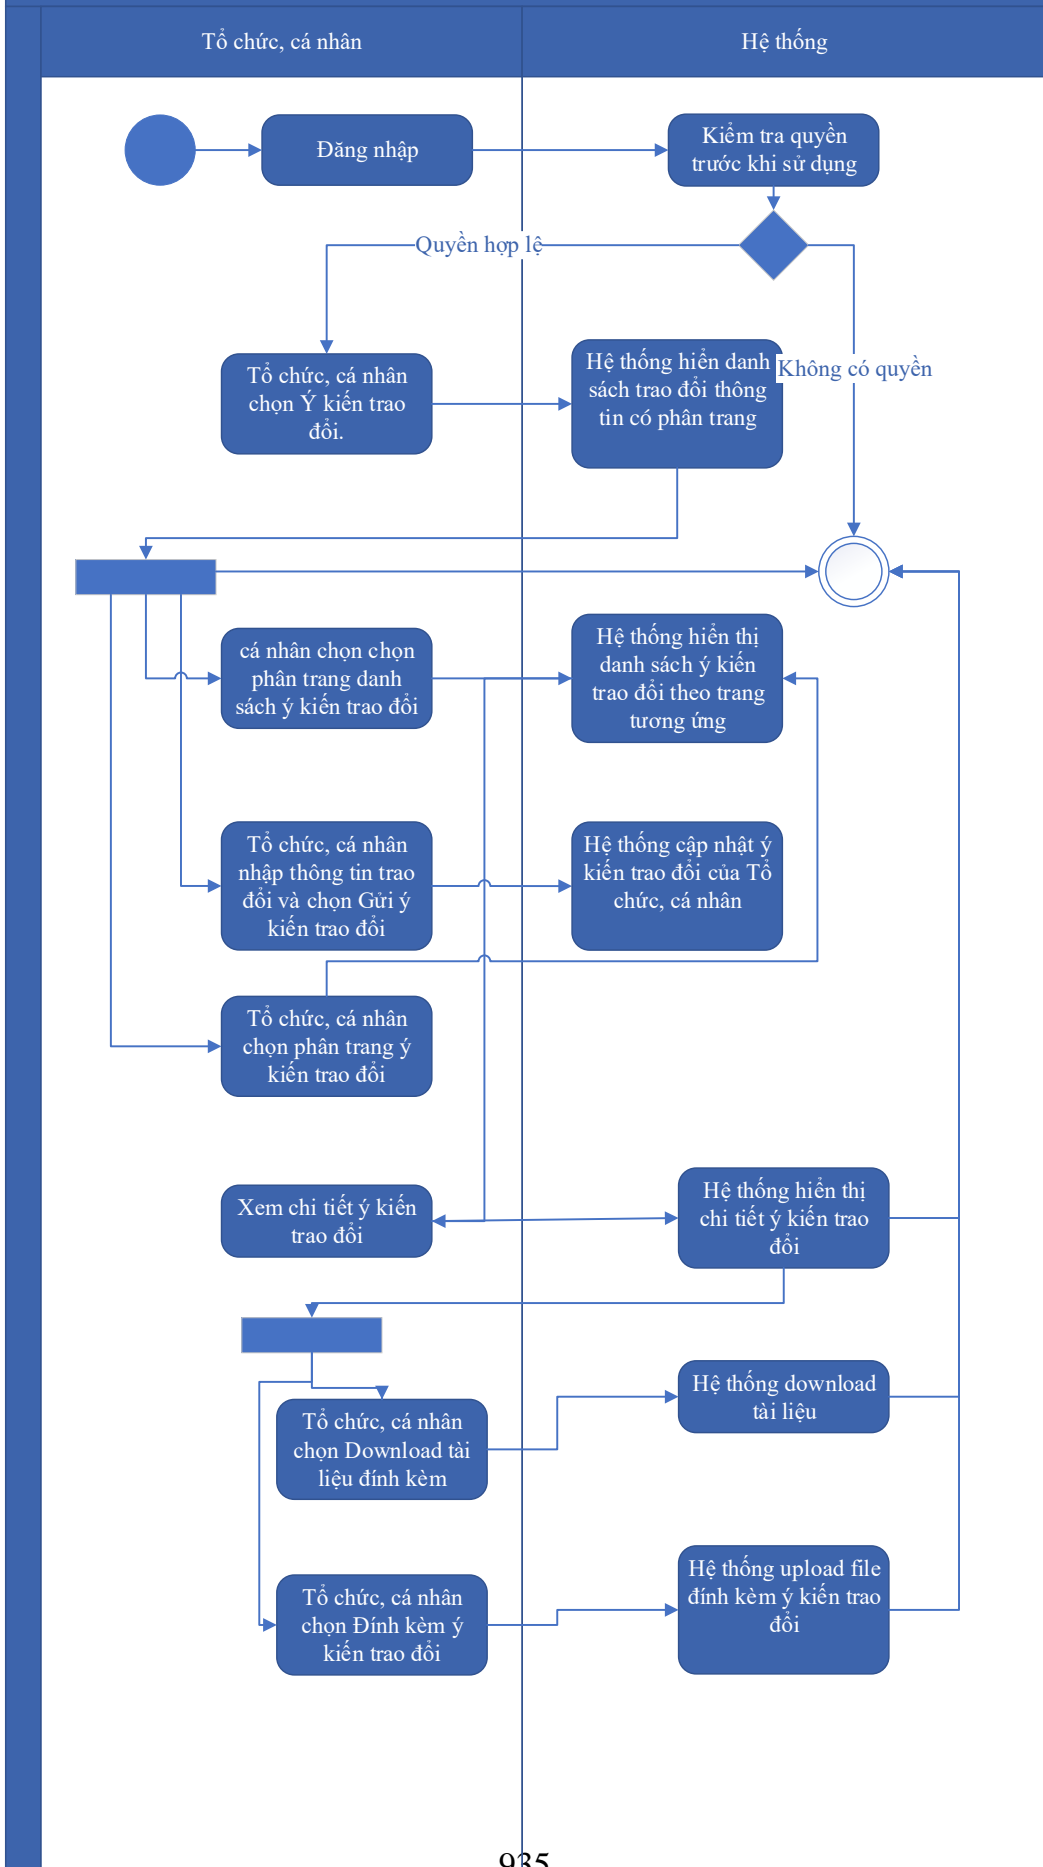 Tổ chức, cá nhân
Hệ thống
Đăng nhập
Kiểm tra quyền
trước khi sử dụng
Quyền hợp lệ
Không có quyền
Tổ chức, cá nhân
chọn Ý kiến trao
đổi.
Hệ thống hiển danh
sách trao đổi thông
tin có phân trang
cá nhân chọn chọn
phân trang danh
sách ý kiến trao đổi
Hệ thống hiển thị
danh sách ý kiến
trao đổi theo trang
tương ứng
Tổ chức, cá nhân
nhập thông tin trao
đổi và chọn Gửi ý
kiến trao đổi
Hệ thống cập nhật ý
kiến trao đổi của Tổ
chức, cá nhân
Tổ chức, cá nhân
chọn phân trang ý
kiến trao đổi
Xem chi tiết ý kiến
trao đổi
Hệ thống hiển thị
chi tiết ý kiến trao
đổi
Tổ chức, cá nhân
chọn Download tài
liệu đính kèm
Hệ thống download
tài liệu
Tổ chức, cá nhân
chọn Đính kèm ý
kiến trao đổi
Hệ thống upload file
đính kèm ý kiến trao
đổi
935